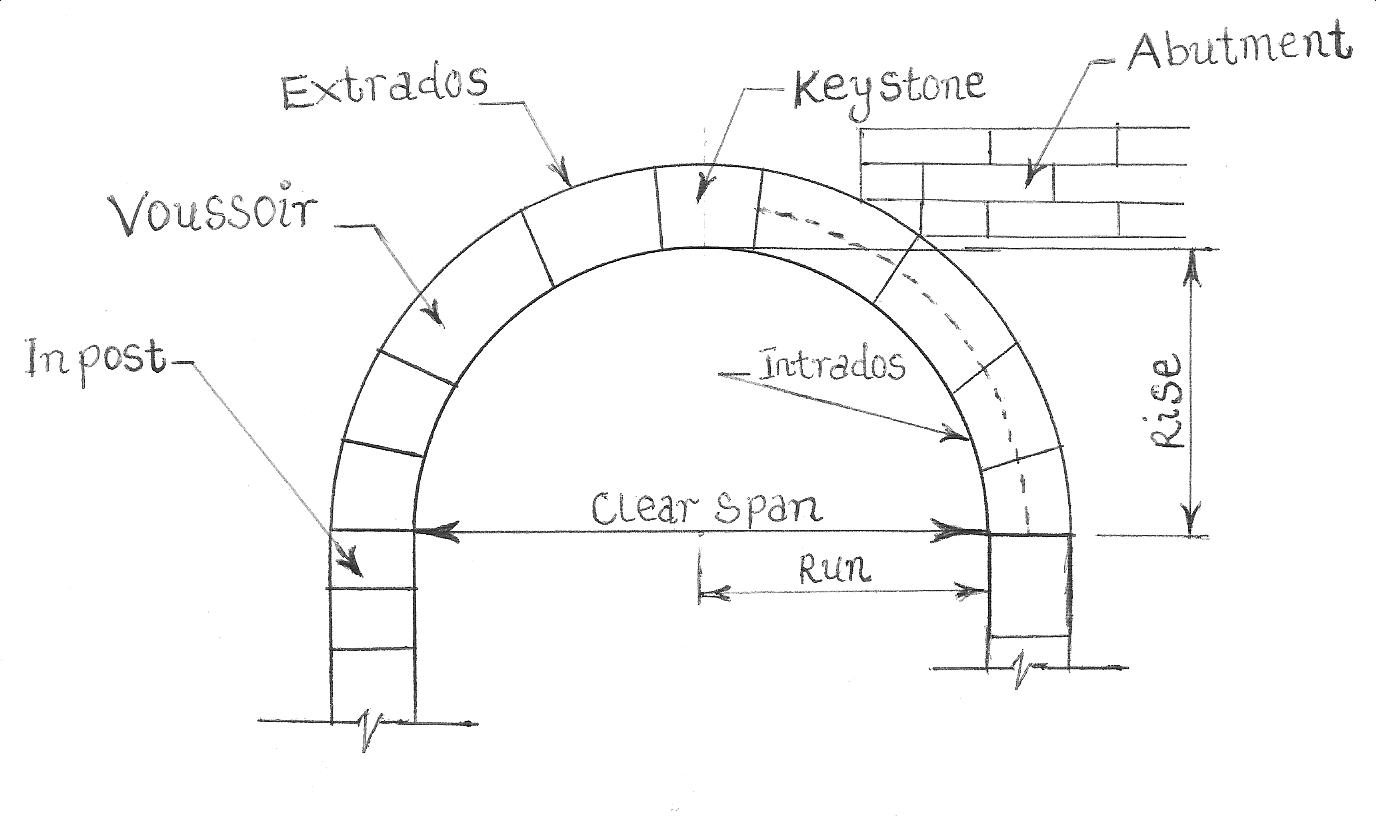 Extrados
Keystone
Abutment
Voussoir
Inpost
Intrados
Rise
Clear span
Run